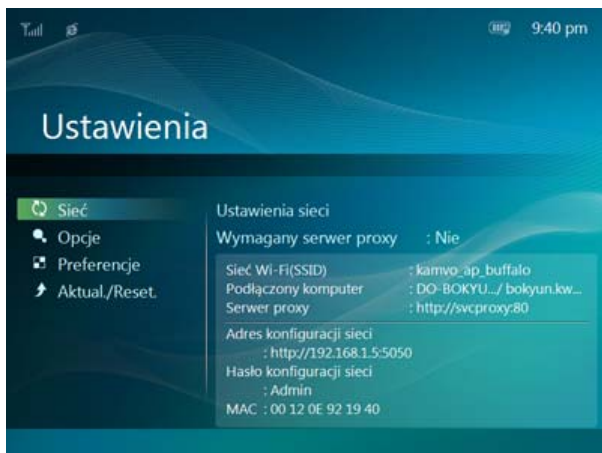 9:40 pm
Ustawienia
Sieć
Opcje
Preferencje
Aktual./Reset.
Ustawienia sieci
Wymagany serwer proxy : Nie
Sieć Wi-Fi(SSID) : kamvo_ap_buffalo
Podłączony komputer : DO-BOKYU.../ bokyun.kw...
Serwer proxy : http://svcproxy:80
Adres konfiguracji sieci
: http://192.168.1.5:5050
Hasło konfiguracji sieci
: Admin
MAC : 00 12 0E 92 19 40